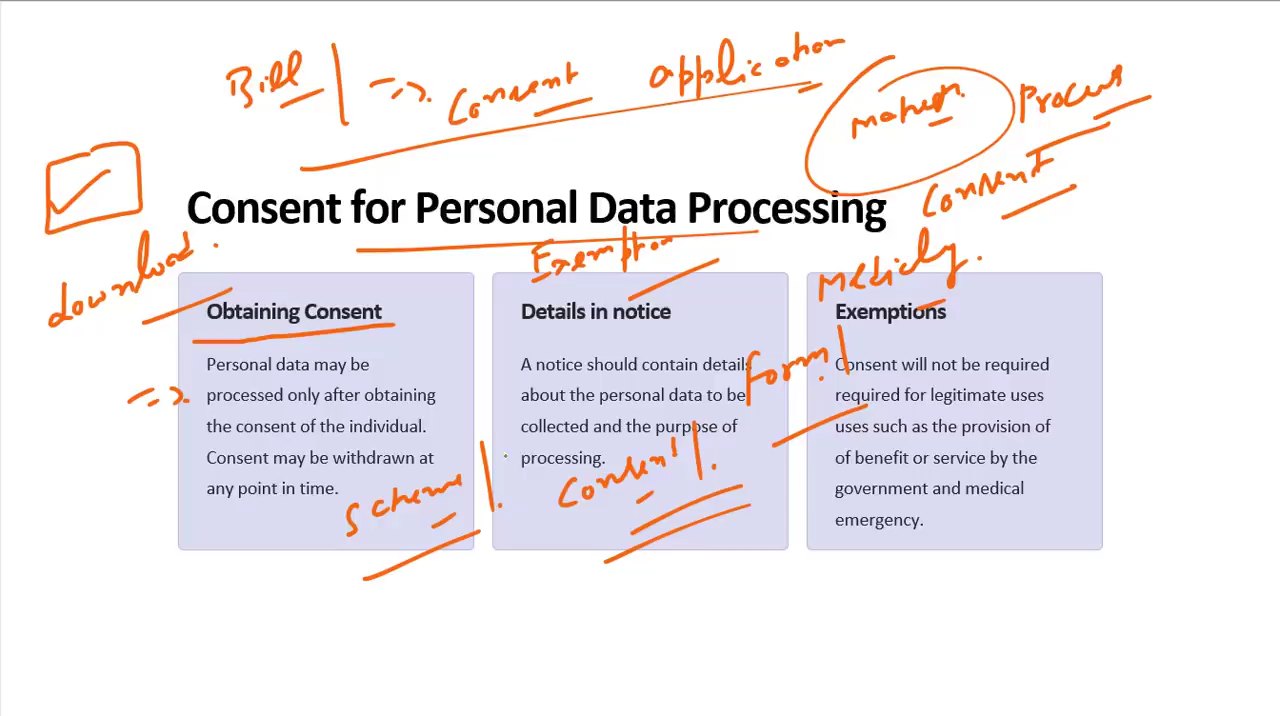 Bill
Consent
application
Process
Consent
Consent for Personal Data Processing
download
Exemption
Obtaining Consent
Personal data may be
processed only after obtaining
the consent of the individual.
Consent may be withdrawn at
any point in time.
Scheme
Details in notice
A notice should contain details
about the personal data to be
collected and the purpose of
processing.
Consent
Form
Exemptions
Consent will not be required
required for legitimate uses
uses such as the provision of
of benefit or service by the
government and medical
emergency.